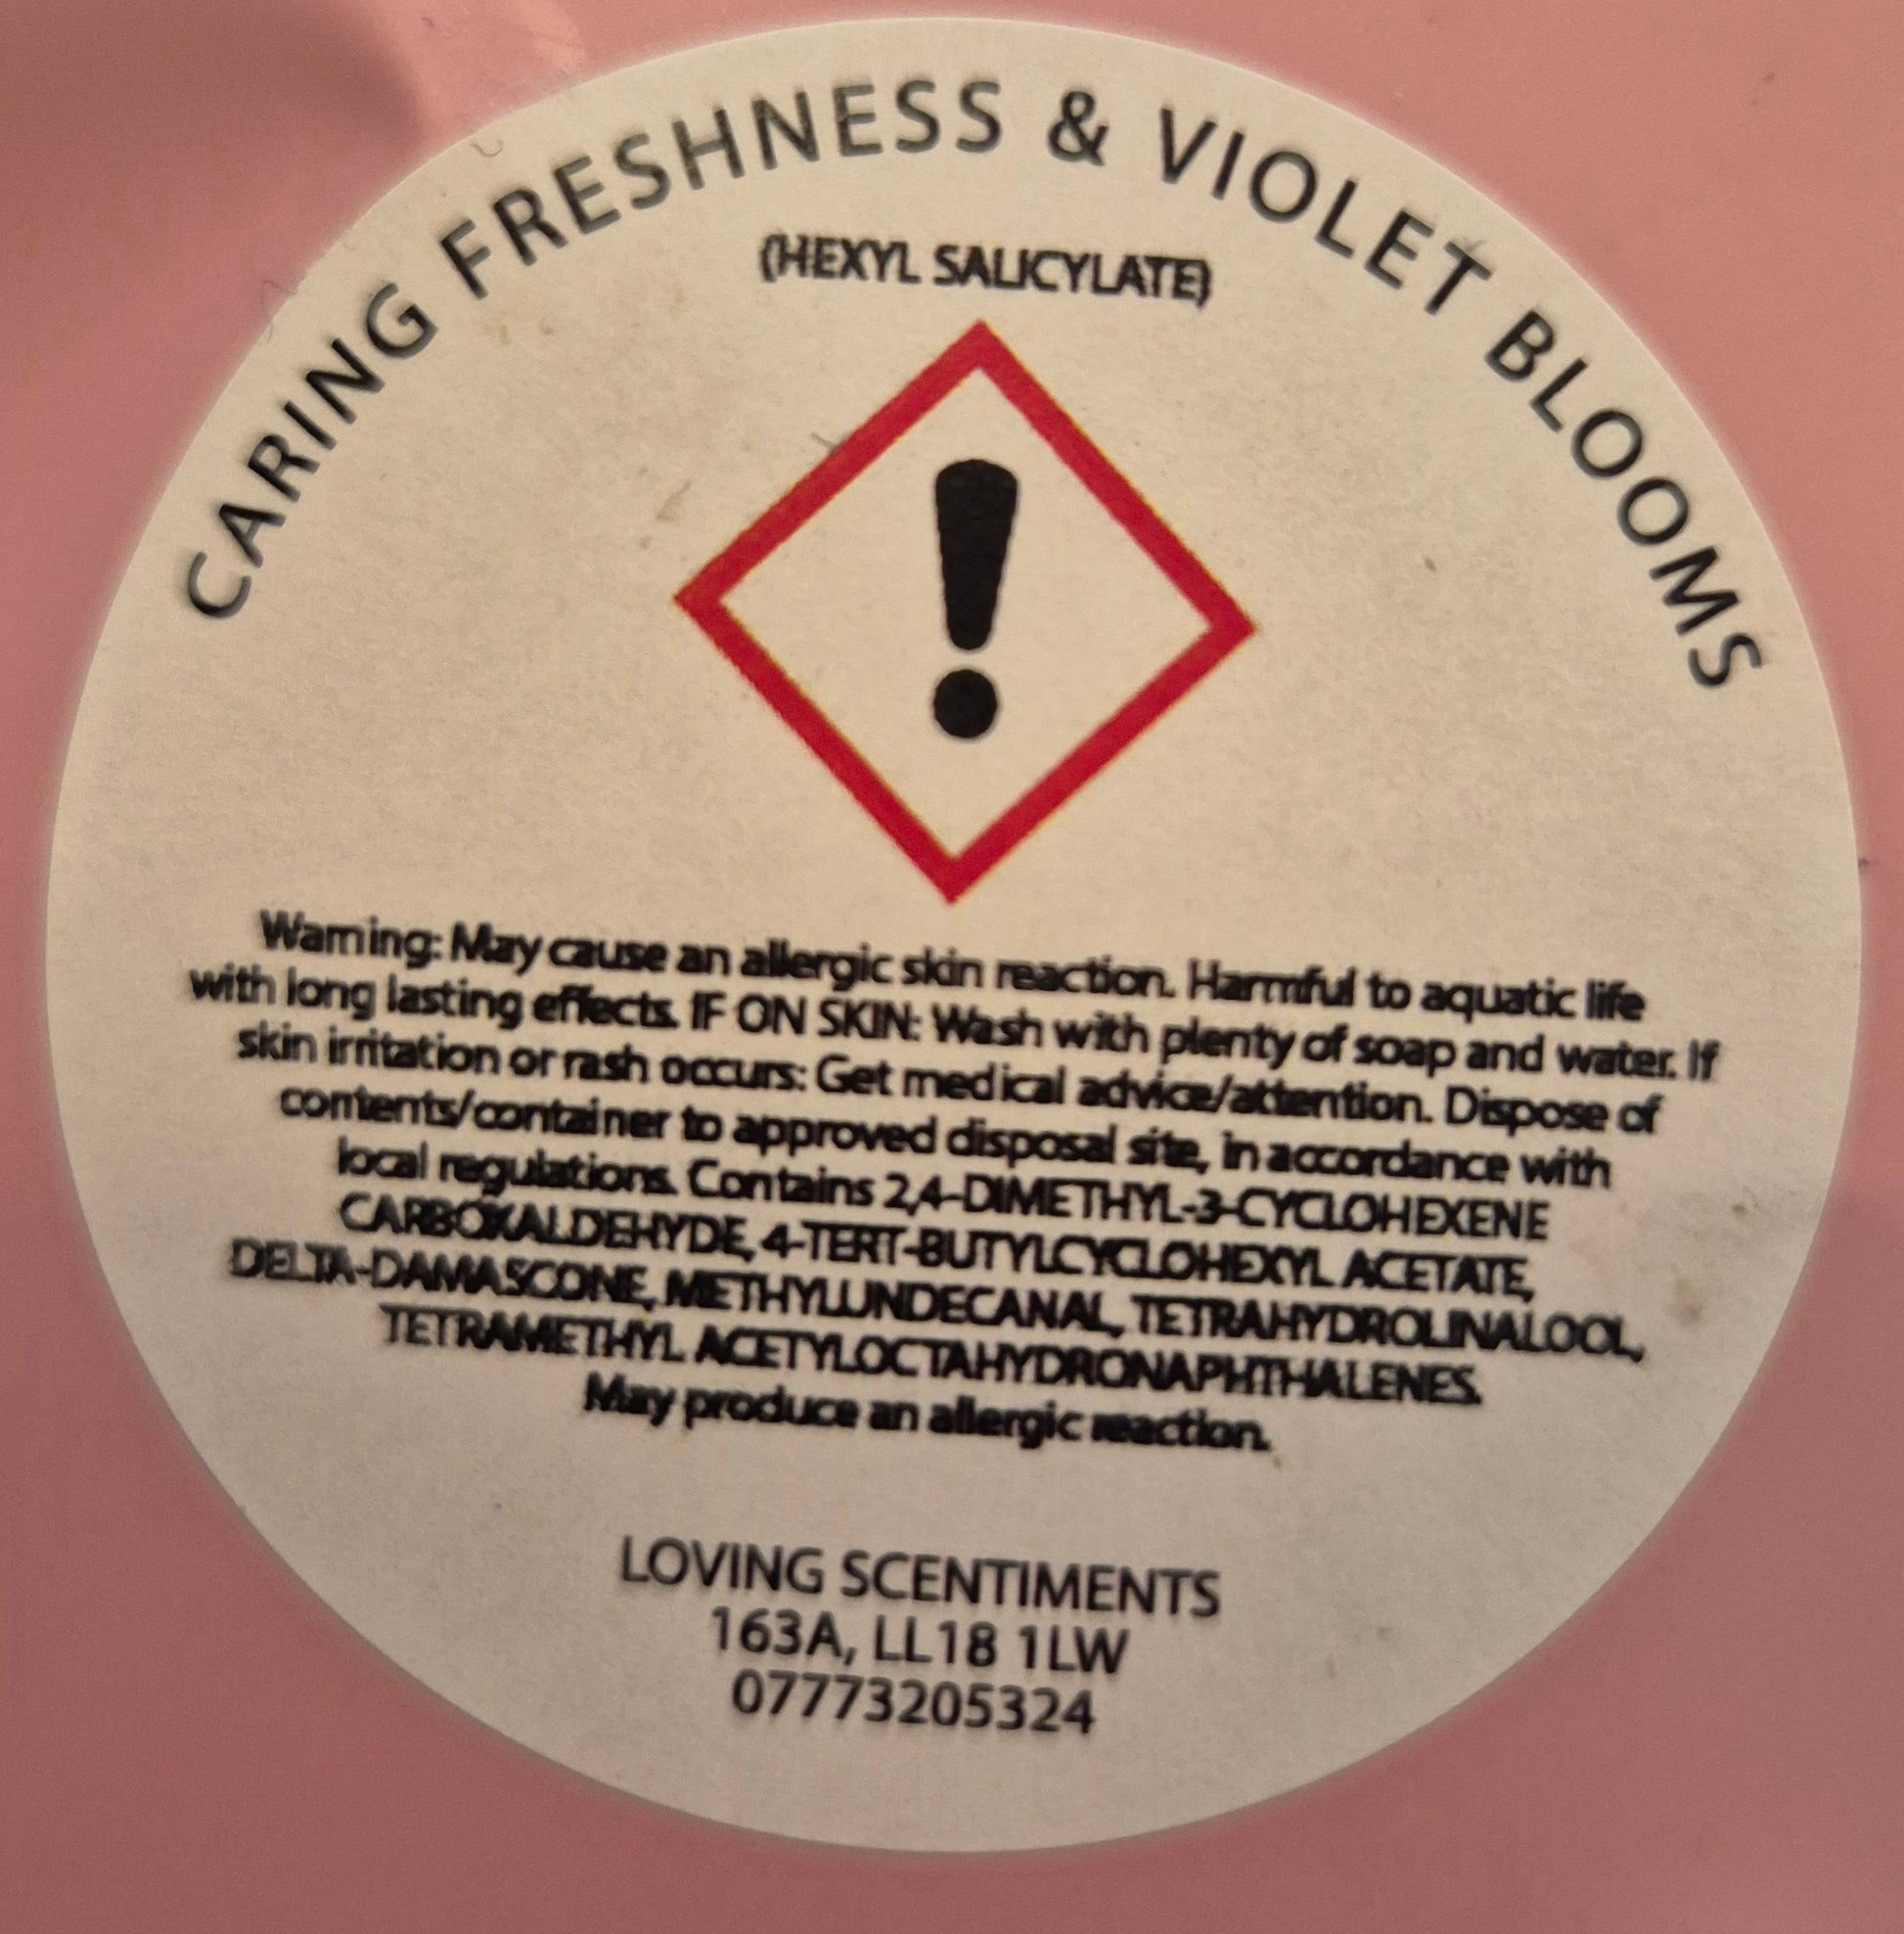 CARING FRESHNESS & VIOLET BLOOMS
(HEXYL SALICYLATE)
Warning: May cause an allergic skin reaction. Harmful to aquatic life
with long lasting effects. IF ON SKIN: Wash with plenty of soap and water. If
skin irritation or rash occurs: Get medical advice/attention. Dispose of
contents/container to approved disposal site, in accordance with
local regulations. Contains 2,4-DIMETHYL-3-CYCLOHEXENE
CARBOXALDEHYDE, 4-TERT-BUTYLCYCLOHEXYL ACETATE,
DELTA-DAMASCONE, METHYLUNDECANAL, TETRAHYDROLINALOOL,
TETRAMETHYL ACETYLOCTAHYDRONAPHTHALENES.
May produce an allergic reaction.
LOVING SCENTIMENTS
163A, LL18 1LW
07773205324